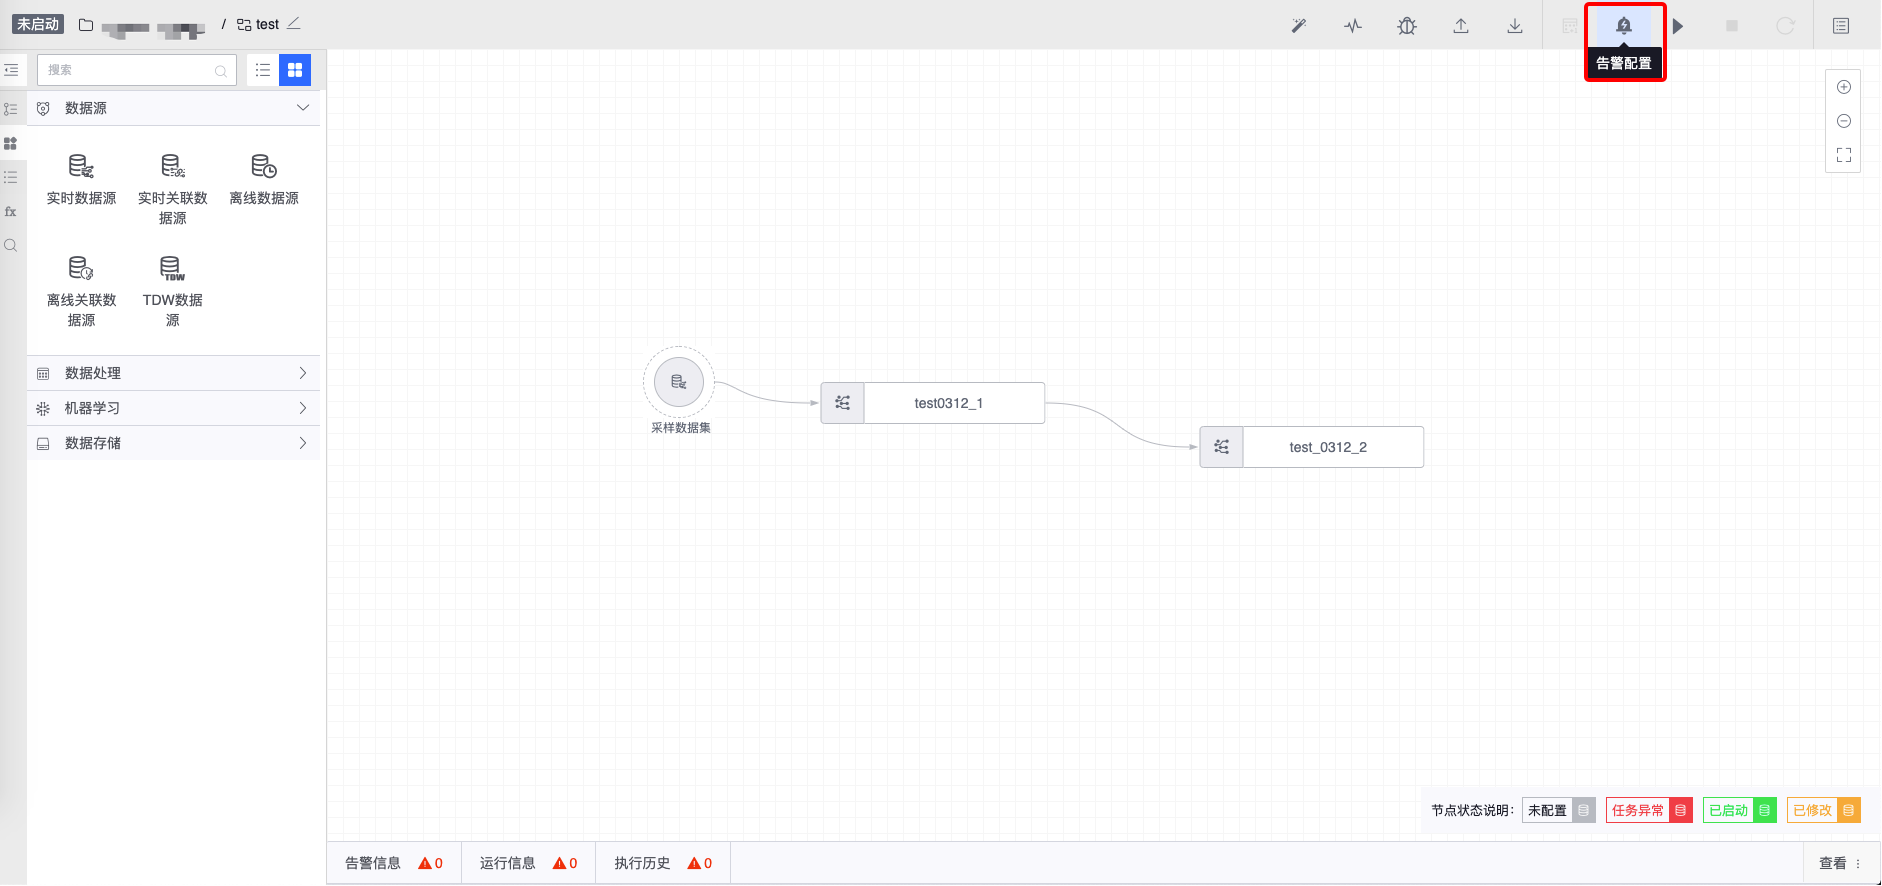 未启动
/ test
告警配置
搜索
数据源
实时数据源
实时关联数
据源
离线数据源
离线关联数
据源
TDW
TDW数据
源
数据处理
机器学习
数据存储
fx
采样数据集
test0312_1
test_0312_2
节点状态说明: 未配置 任务异常 已启动 已修改
告警信息 0 运行信息 0 执行历史 0 查看